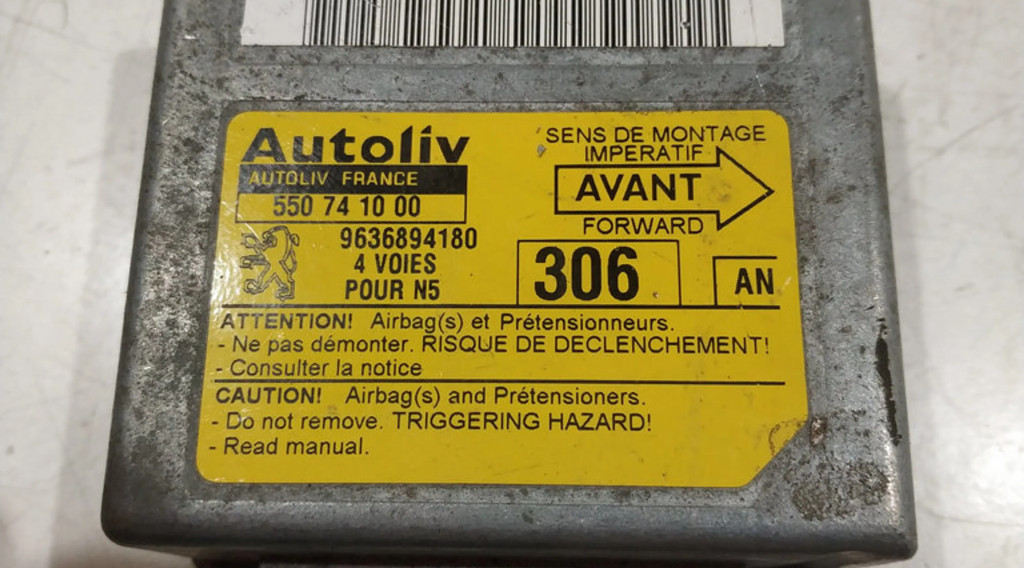 Autoliv
AUTOLIV FRANCE
550 74 10 00
SENS DE MONTAGE
IMPERATIF
AVANT
FORWARD
9636894180
4 VOIES
POUR N5
306
AN
ATTENTION! Airbag(s) et Prétensionneurs.
- Ne pas démonter. RISQUE DE DECLENCHEMENT!
- Consulter la notice
CAUTION! Airbag(s) and Prétensioners.
- Do not remove. TRIGGERING HAZARD!
- Read manual.